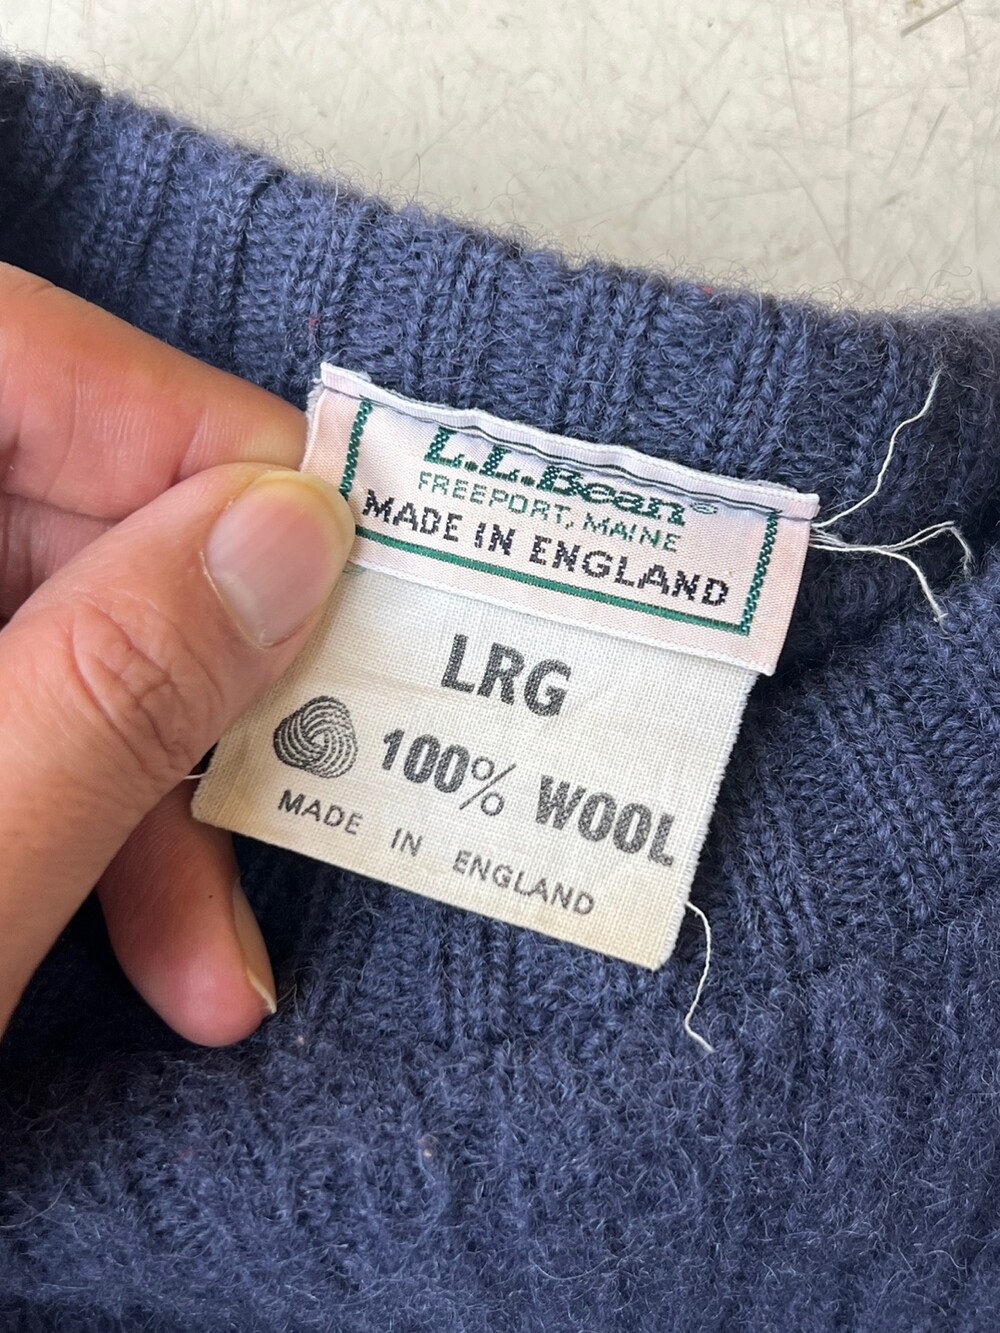 L.L.Bean®
FREEPORT, MAINE
MADE IN ENGLAND
LRG
100% WOOL
MADE IN ENGLAND